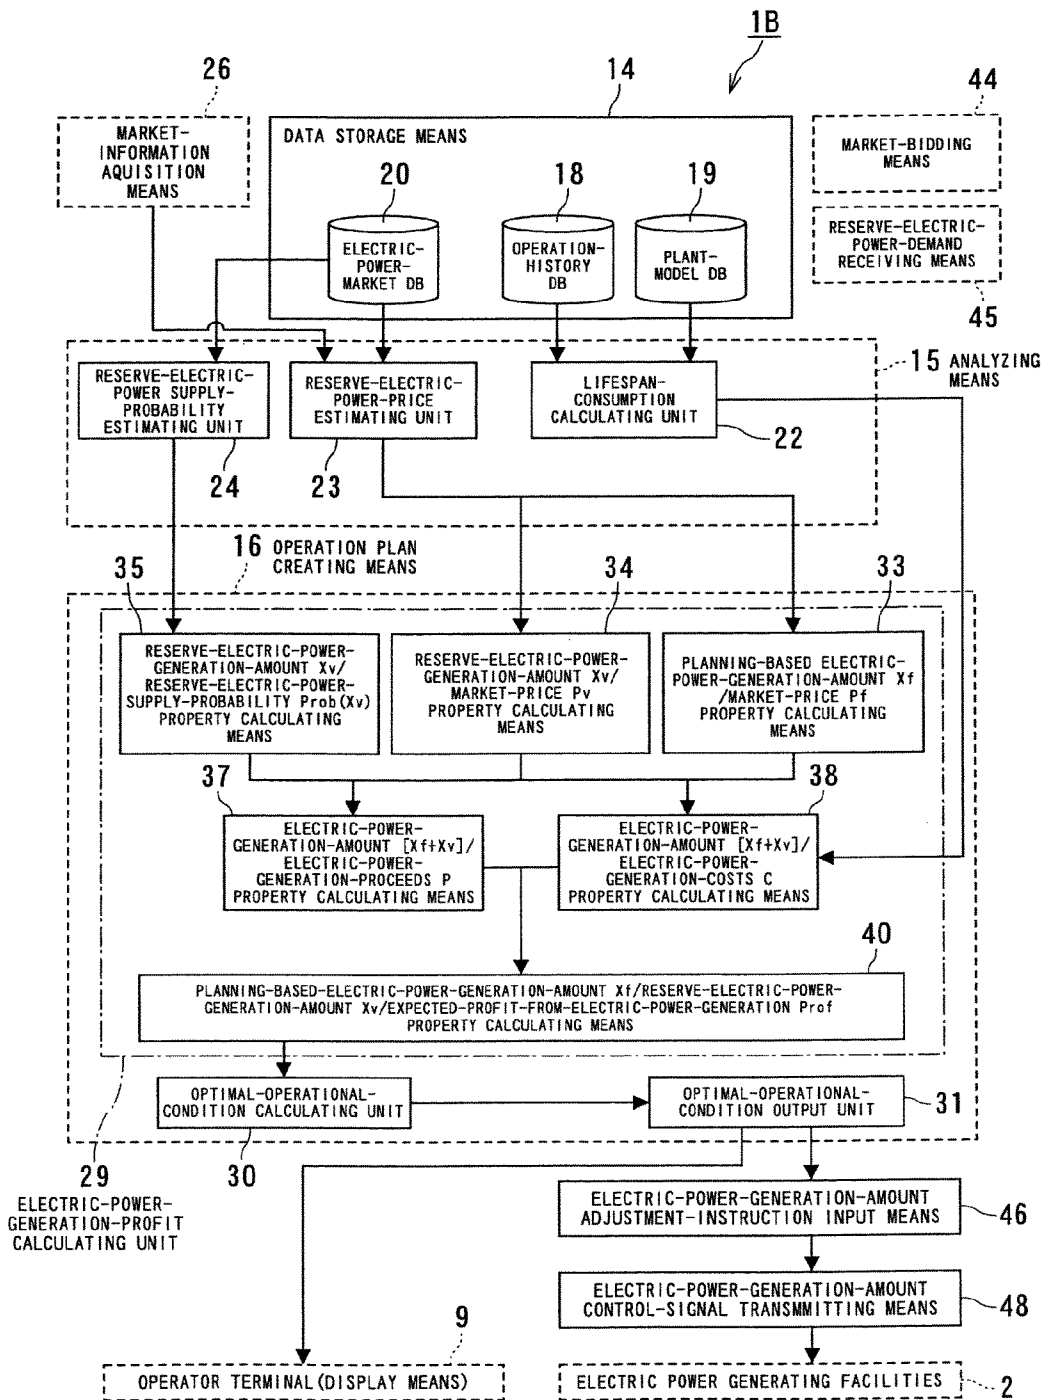 1B
26
14
44
MARKET-
INFORMATION
AQUISITION
MEANS
DATA STORAGE MEANS
MARKET-BIDDING
MEANS
20
18
19
ELECTRIC-
POWER-
MARKET DB
OPERATION-
HISTORY
DB
PLANT-
MODEL DB
RESERVE-ELECTRIC-
POWER-DEMAND
RECEIVING MEANS
45
15 ANALYZING
MEANS
RESERVE-ELECTRIC-
POWER SUPPLY-
PROBABILITY
ESTIMATING UNIT
RESERVE-ELECTRIC-
POWER-PRICE
ESTIMATING UNIT
LIFESPAN-
CONSUMPTION
CALCULATING UNIT
24
23
22
16 OPERATION PLAN
CREATING MEANS
35
34
33
RESERVE-ELECTRIC-POWER-
GENERATION-AMOUNT Xv/
RESERVE-ELECTRIC-POWER-
SUPPLY-PROBABILITY Prob(Xv)
PROPERTY CALCULATING
MEANS
RESERVE-ELECTRIC-POWER-
GENERATION-AMOUNT Xv/
MARKET-PRICE Pv
PROPERTY CALCULATING
MEANS
PLANNING-BASED ELECTRIC-
POWER-GENERATION-AMOUNT Xf
/MARKET-PRICE Pf
PROPERTY CALCULATING
MEANS
37
38
ELECTRIC-POWER-
GENERATION-AMOUNT [Xf+Xv]/
ELECTRIC-POWER-
GENERATION-PROCEEDS P
PROPERTY CALCULATING MEANS
ELECTRIC-POWER-
GENERATION-AMOUNT [Xf+Xv]/
ELECTRIC-POWER-
GENERATION-COSTS C
PROPERTY CALCULATING MEANS
40
PLANNING-BASED-ELECTRIC-POWER-GENERATION-AMOUNT Xf/RESERVE-ELECTRIC-POWER-
GENERATION-AMOUNT Xv/EXPECTED-PROFIT-FROM-ELECTRIC-POWER-GENERATION Prof
PROPERTY CALCULATING MEANS
OPTIMAL-OPERATIONAL-
CONDITION CALCULATING UNIT
OPTIMAL-OPERATIONAL-
CONDITION OUTPUT UNIT
31
29
30
ELECTRIC-POWER-
GENERATION-PROFIT
CALCULATING UNIT
ELECTRIC-POWER-GENERATION-AMOUNT
ADJUSTMENT-INSTRUCTION INPUT MEANS
46
ELECTRIC-POWER-GENERATION-AMOUNT
CONTROL-SIGNAL TRANSMMITTING MEANS
48
9
OPERATOR TERMINAL(DISPLAY MEANS)
ELECTRIC POWER GENERATING FACILITIES
2